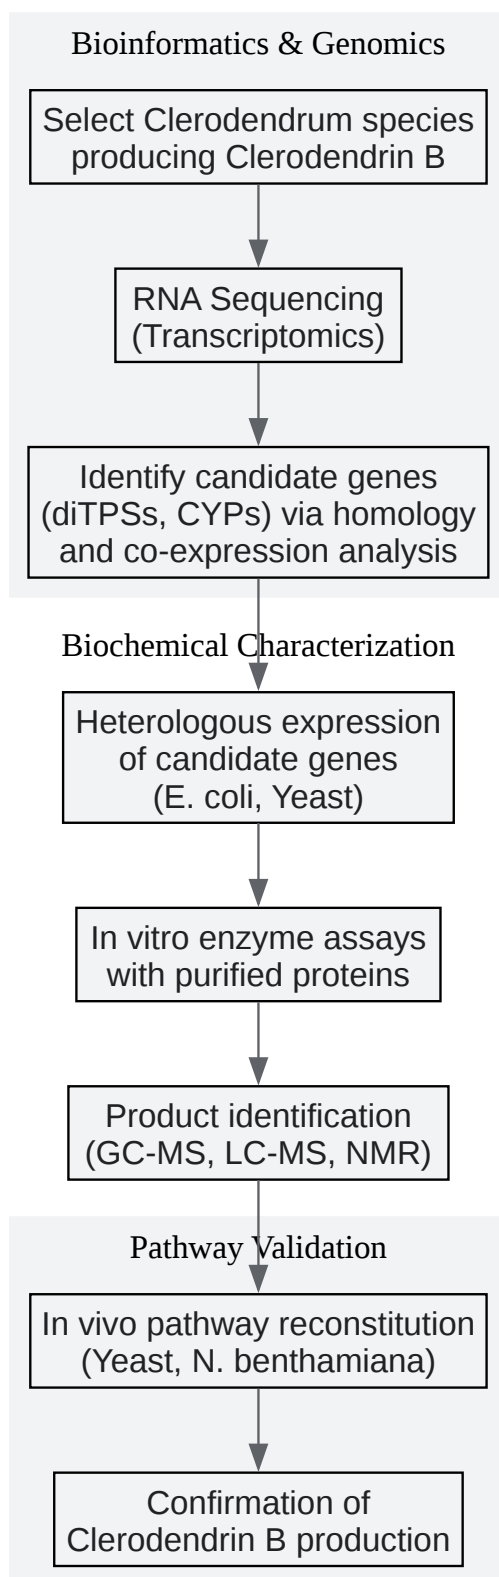 Bioinformatics & Genomics
Select Clerodendrum species
producing Clerodendrin B
RNA Sequencing
(Transcriptomics)
Identify candidate genes
(diTPSs, CYPs) via homology
and co-expression analysis
Biochemical Characterization
Heterologous expression
of candidate genes
(E. coli, Yeast)
In vitro enzyme assays
with purified proteins
Product identification
(GC-MS, LC-MS, NMR)
Pathway Validation
In vivo pathway reconstitution
(Yeast, N. benthamiana)
Confirmation of
Clerodendrin B production